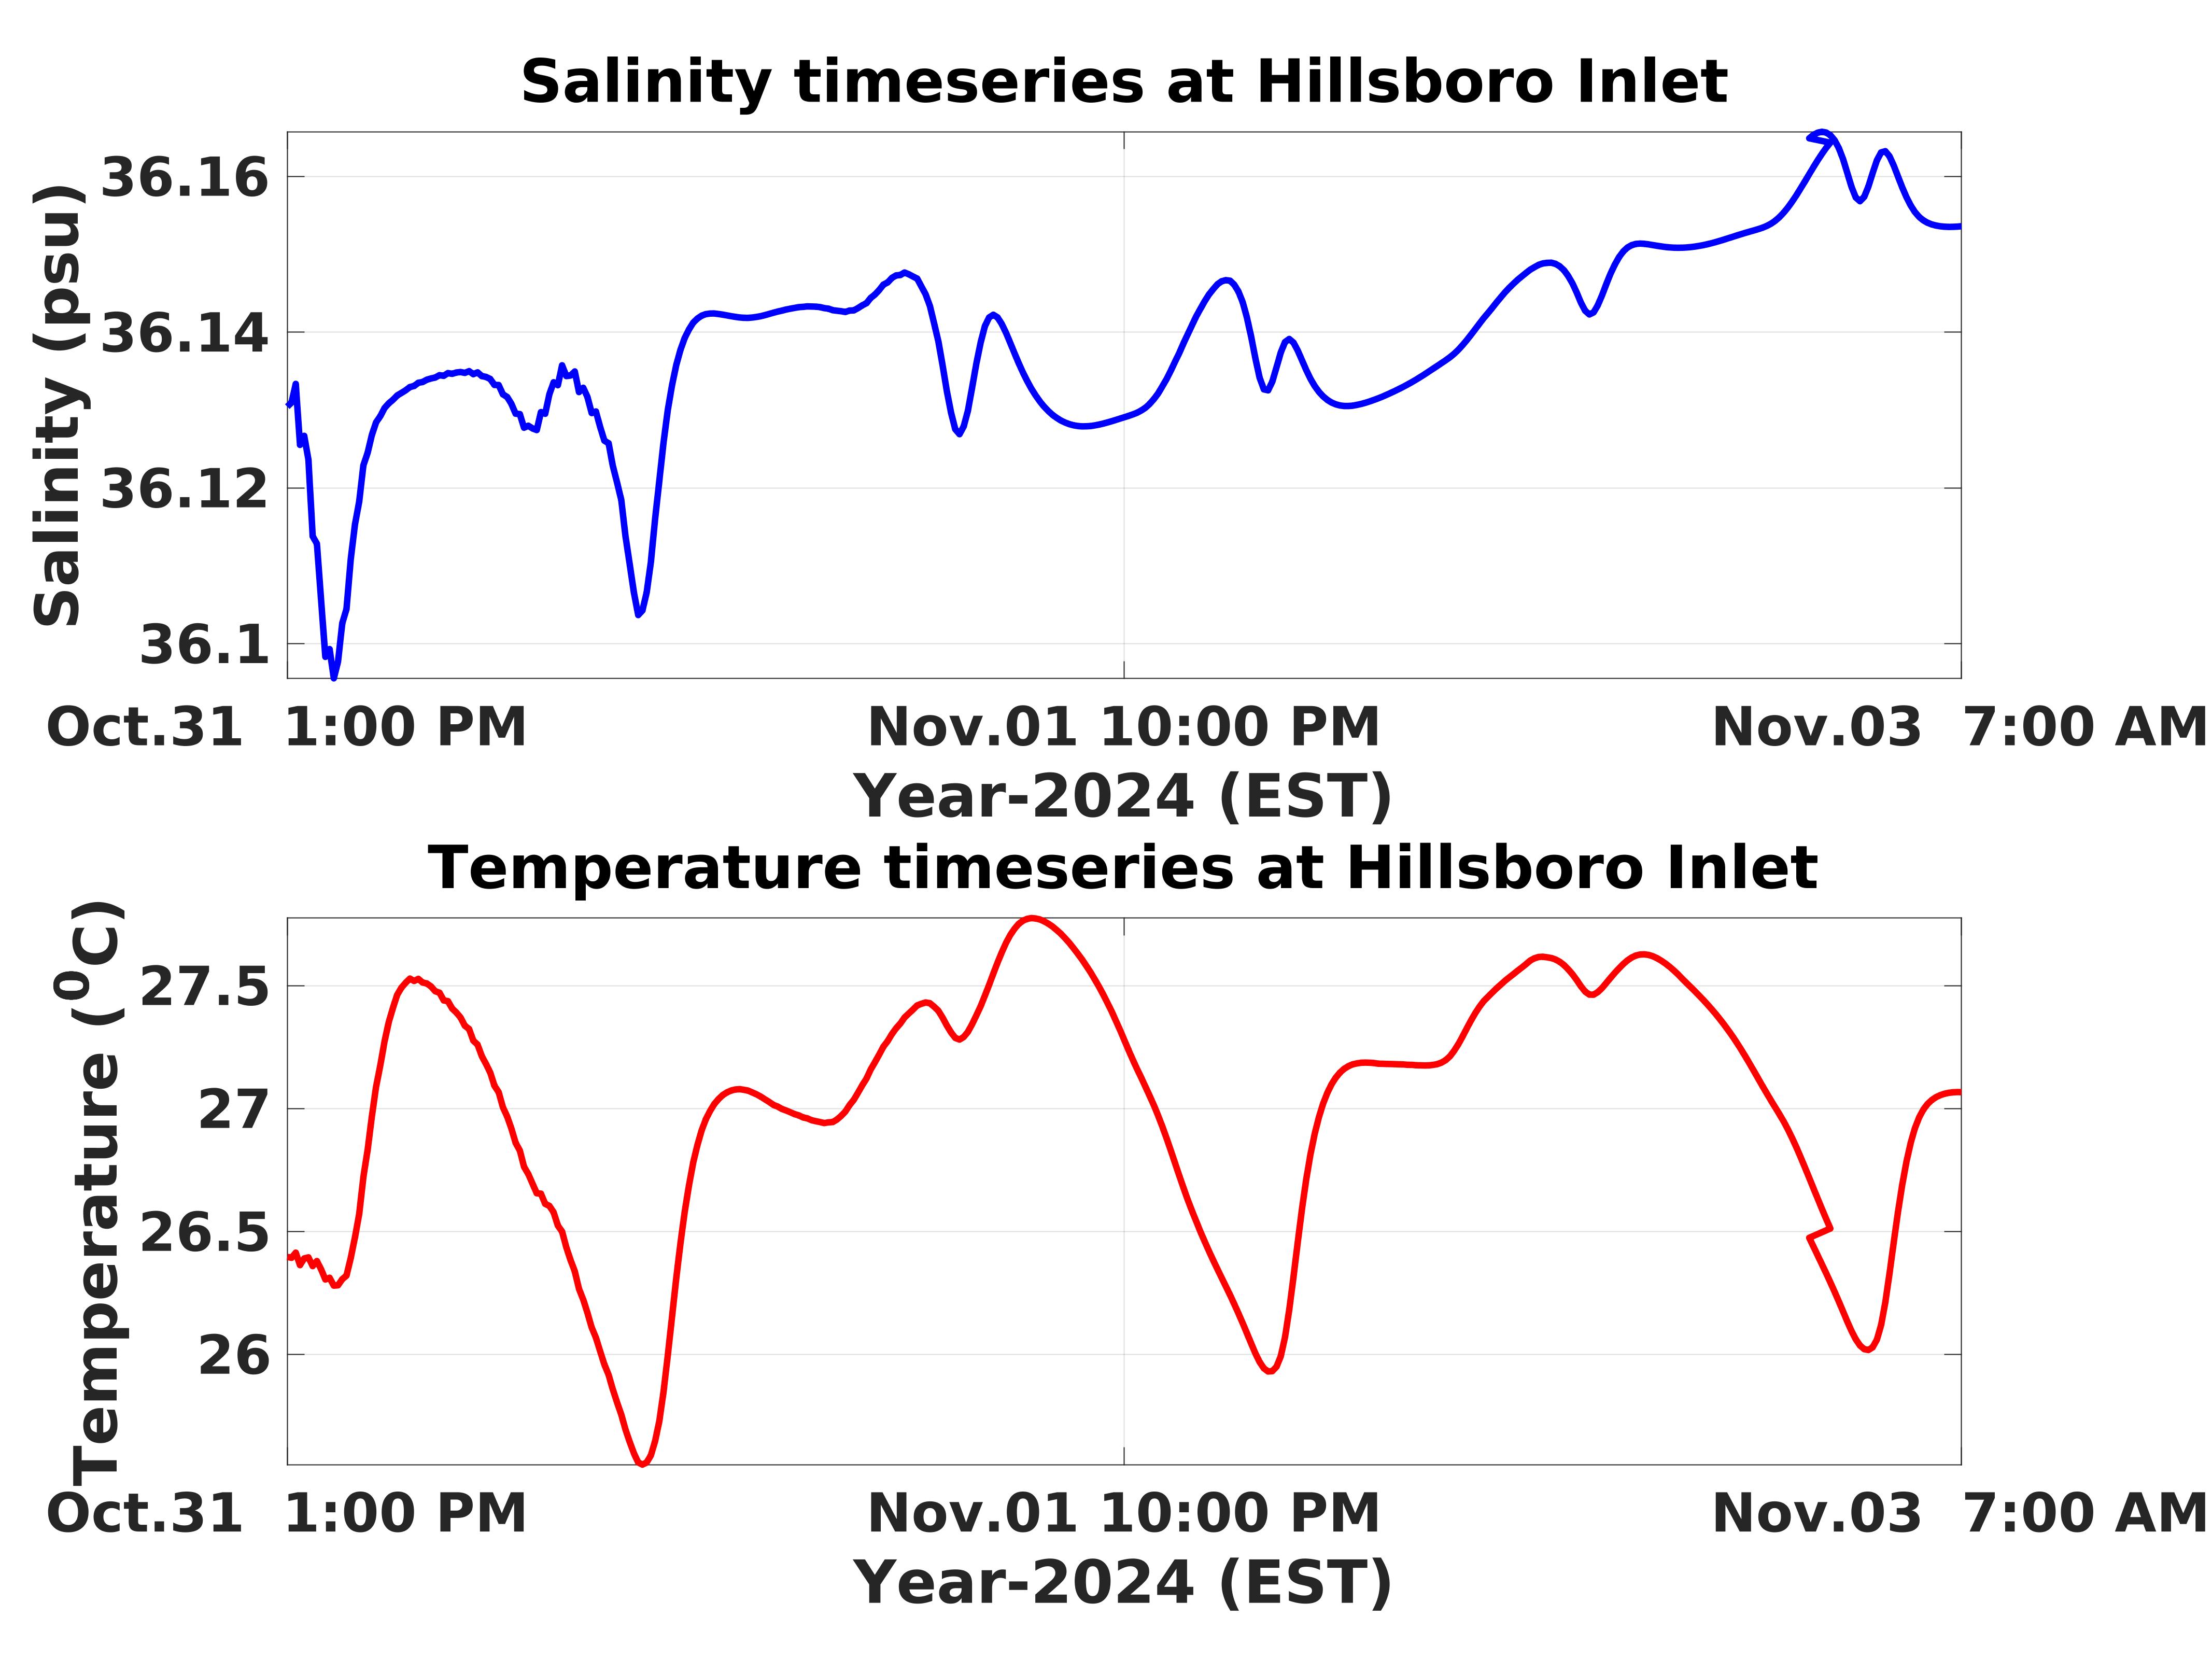 Salinity timeseries at Hillsboro Inlet
Salinity (psu)
36.16
36.14
36.12
36.1
Oct.31  1:00 PM
Nov.01 10:00 PM
Nov.03  7:00 AM
Year-2024 (EST)
Temperature timeseries at Hillsboro Inlet
Temperature (⁰C)
27.5
27
26.5
26
Oct.31  1:00 PM
Nov.01 10:00 PM
Nov.03  7:00 AM
Year-2024 (EST)